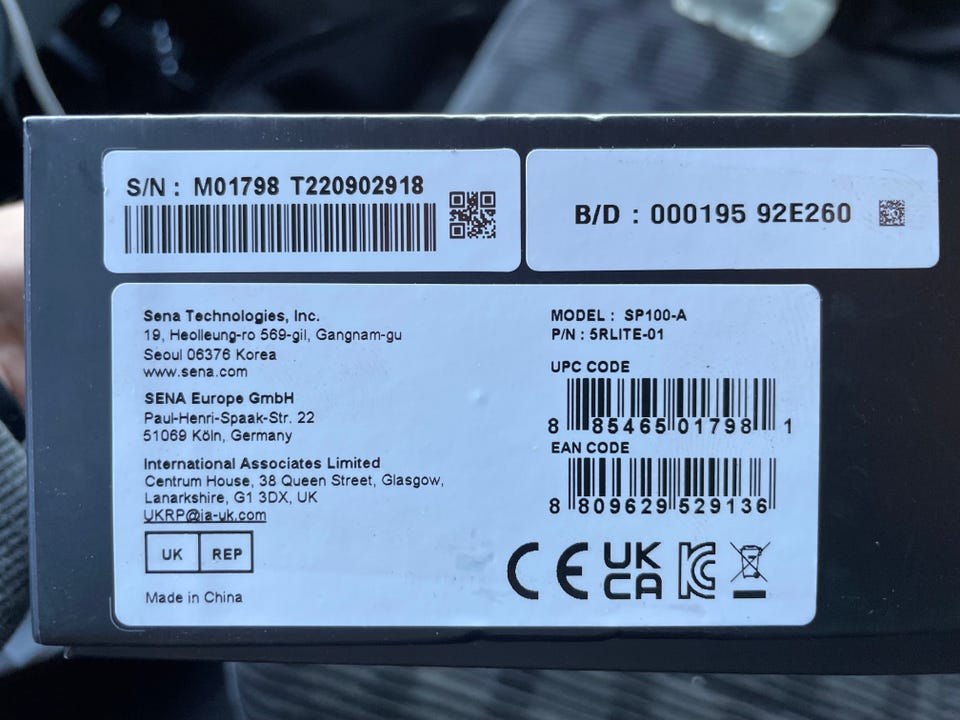 S/N : M01798 T220902918
B/D : 000195 92E260
Sena Technologies, Inc.
19, Heolleung-ro 569-gil, Gangnam-gu
Seoul 06376 Korea
www.sena.com
SENA Europe GmbH
Paul-Henri-Spaak-Str. 22
51069 Köln, Germany
International Associates Limited
Centrum House, 38 Queen Street, Glasgow,
Lanarkshire, G1 3DX, UK
UKRP@ia-uk.com
UK REP
Made in China
MODEL : SP100-A
P/N : 5RLITE-01
UPC CODE
8 85465 01798 1
EAN CODE
8 809629 529136
CE UK CA KC